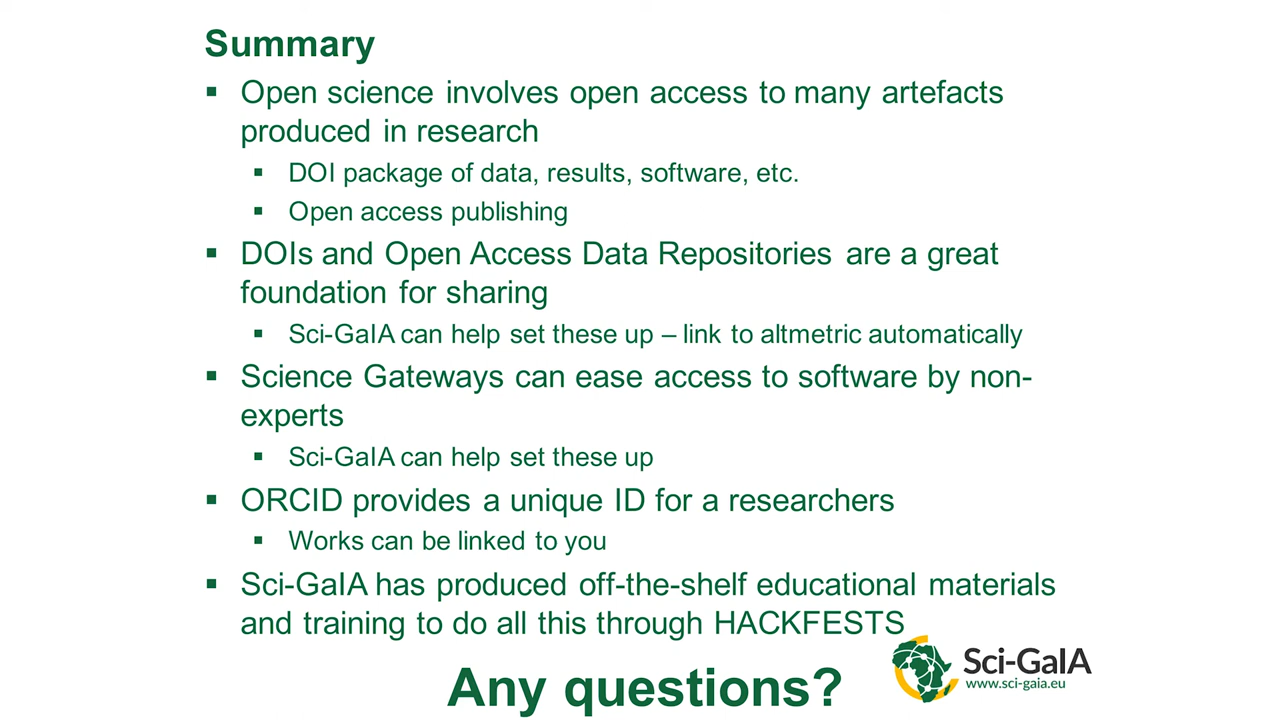 Summary
▪ Open science involves open access to many artefacts
produced in research
▪ DOI package of data, results, software, etc.
▪ Open access publishing
▪ DOIs and Open Access Data Repositories are a great
foundation for sharing
▪ Sci-GaIA can help set these up – link to altmetric automatically
▪ Science Gateways can ease access to software by non-
experts
▪ Sci-GaIA can help set these up
▪ ORCID provides a unique ID for a researchers
▪ Works can be linked to you
▪ Sci-GaIA has produced off-the-shelf educational materials
and training to do all this through HACKFESTS
Any questions?
Sci-GaIA
www.sci-gaia.eu